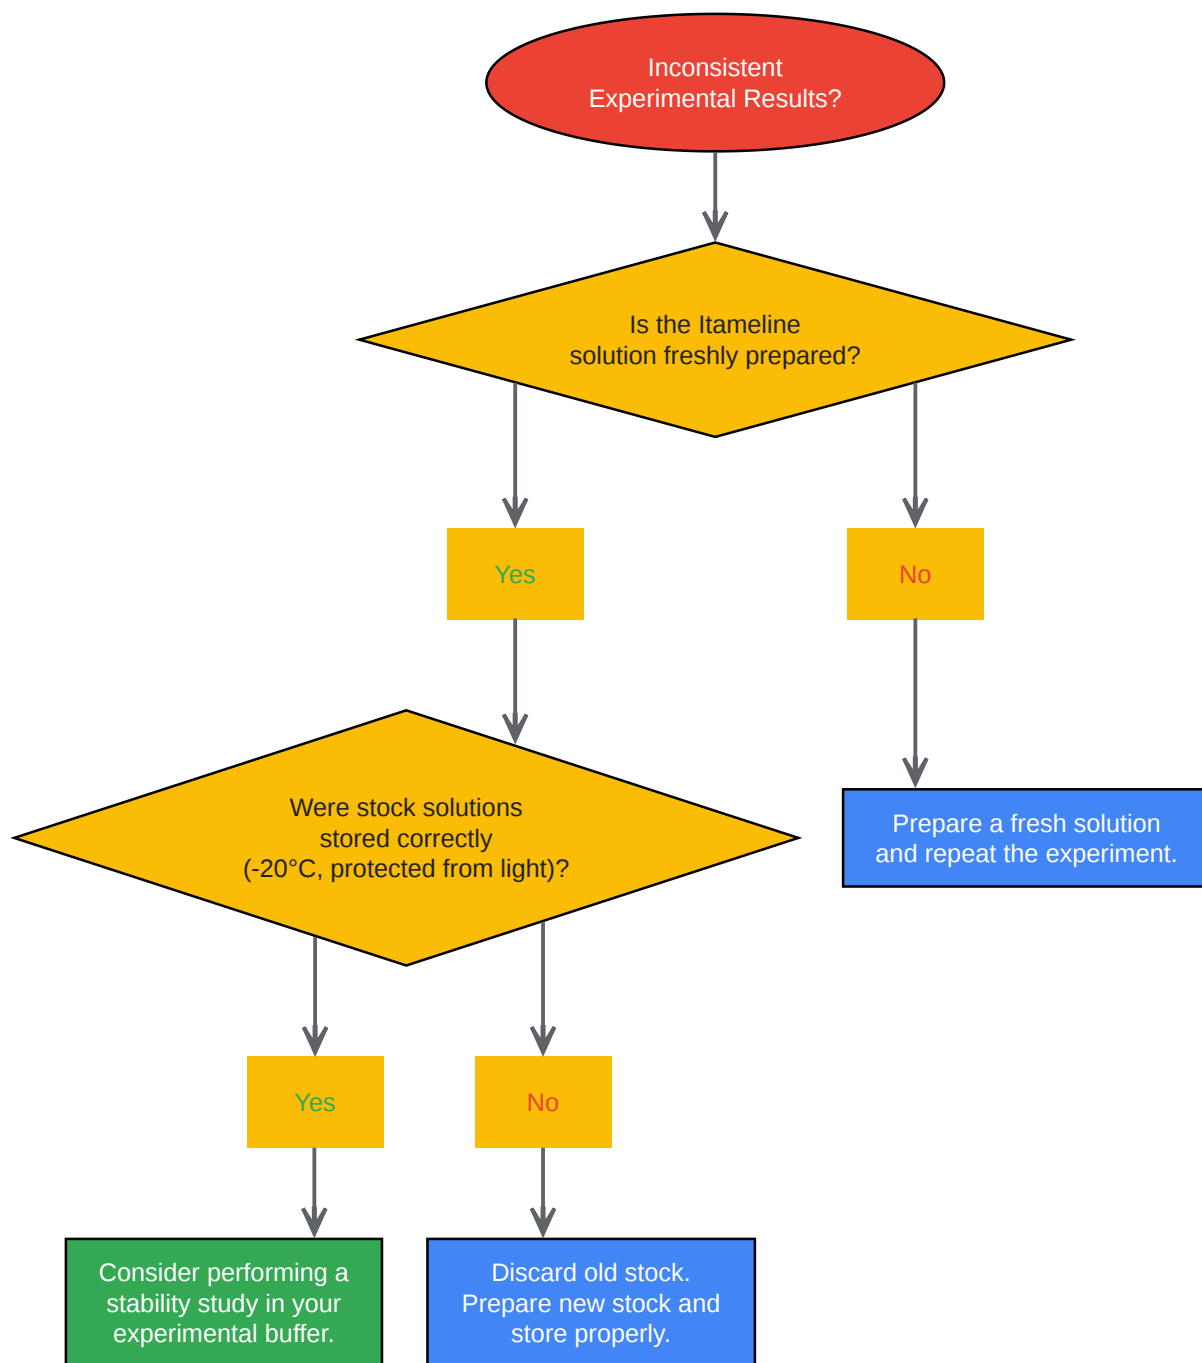 Inconsistent
Experimental Results?
Is the Itameline
solution freshly prepared?
Yes
No
Were stock solutions
stored correctly
(-20°C, protected from light)?
Prepare a fresh solution
and repeat the experiment.
Yes
No
Consider performing a
stability study in your
experimental buffer.
Discard old stock.
Prepare new stock and
store properly.